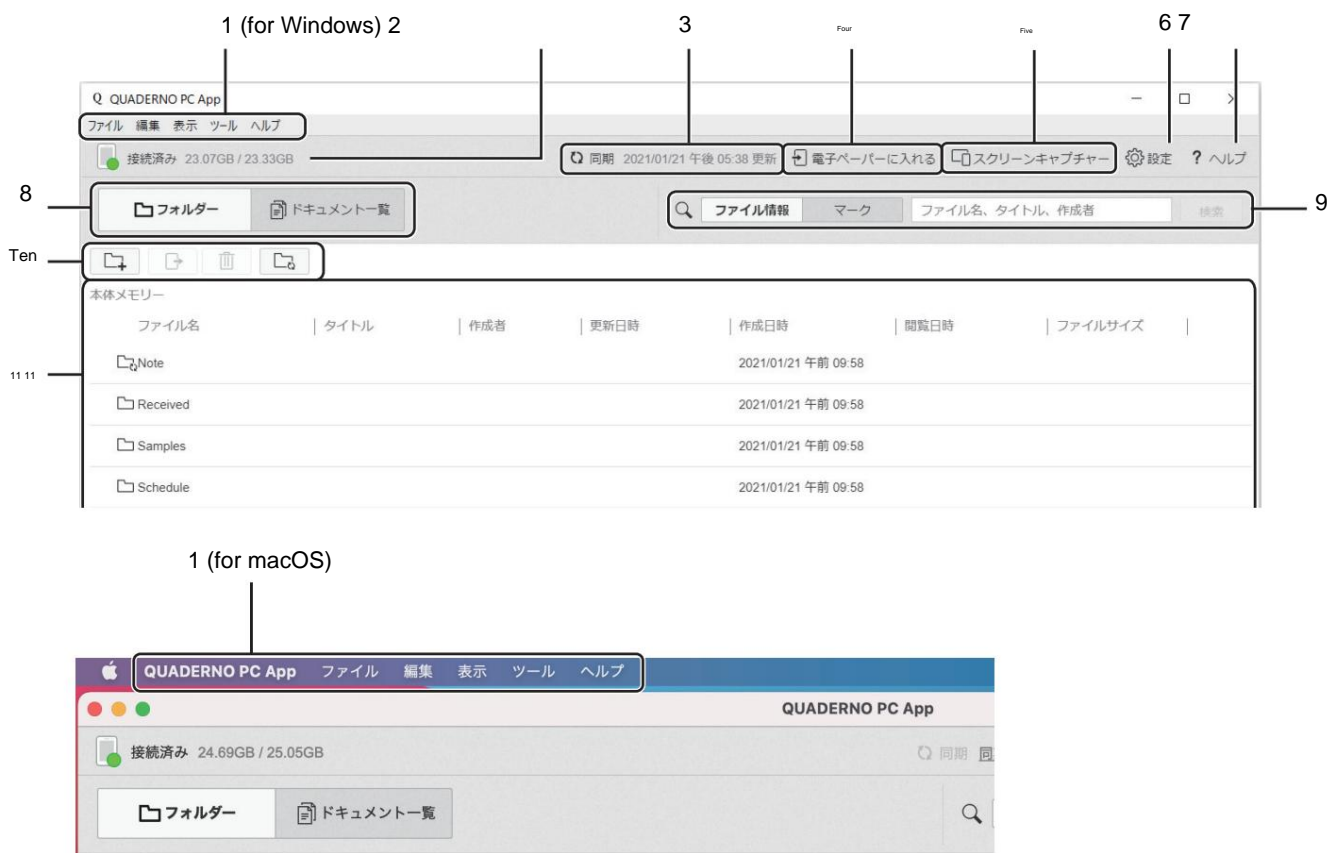 1 (for Windows) 2
3
Four
Five
6 7
Q QUADERNO PC App
ファイル 編集 表示 ツール ヘルプ
接続済み 23.07GB / 23.33GB
同期 2021/01/21 午後 05:38 更新
電子ペーパーに入れる
スクリーンキャプチャー
設定
? ヘルプ
8
フォルダー
ドキュメント一覧
ファイル情報
マーク
ファイル名、タイトル、作成者
検索
9
Ten
本体メモリー
ファイル名
タイトル
作成者
更新日時
作成日時
閲覧日時
ファイルサイズ
11 11
Note 2021/01/21 午前 09:58
Received 2021/01/21 午前 09:58
Samples 2021/01/21 午前 09:58
Schedule 2021/01/21 午前 09:58
1 (for macOS)
QUADERNO PC App ファイル 編集 表示 ツール ヘルプ
QUADERNO PC App
接続済み 24.69GB / 25.05GB
同期 同
フォルダー
ドキュメント一覧